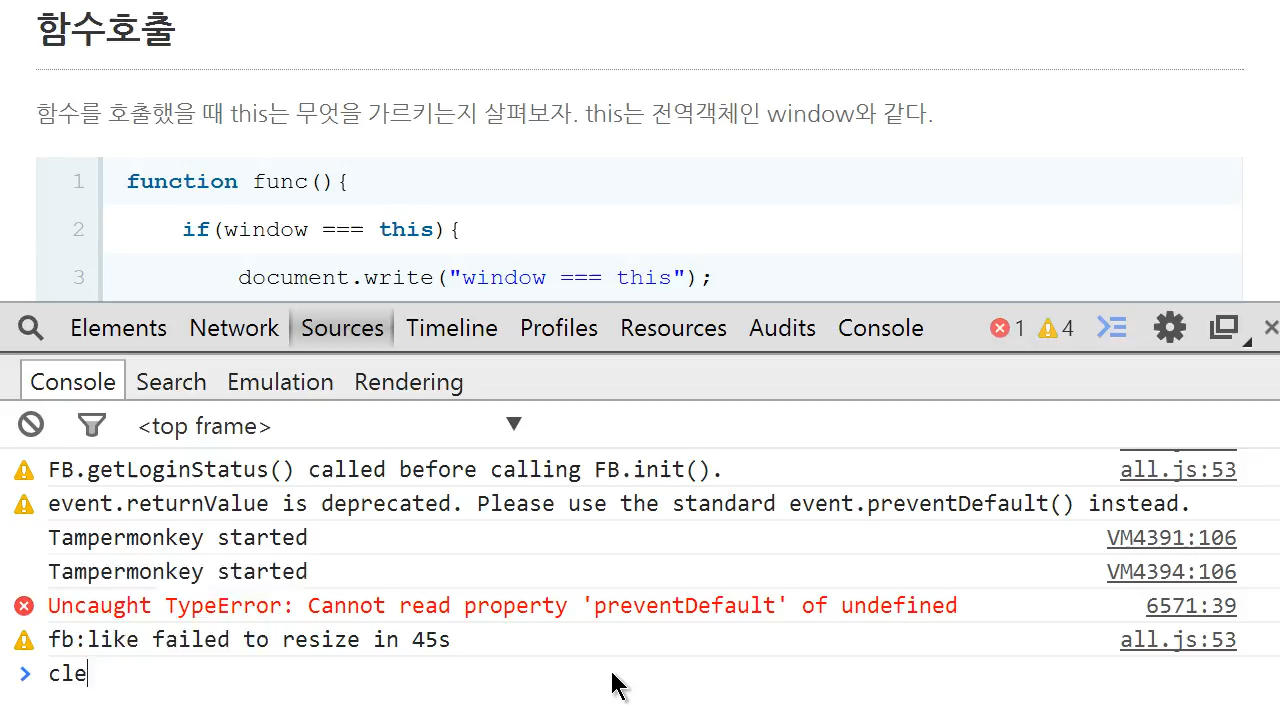 함수호출
함수를 호출했을 때 this는 무엇을 가르키는지 살펴보자. this는 전역객체인 window와 같다.
1 function func(){
2 if(window === this){
3 document.write("window === this");
Elements Network Sources Timeline Profiles Resources Audits Console 1 4
Console Search Emulation Rendering
<top frame>
FB.getLoginStatus() called before calling FB.init(). all.js:53
event.returnValue is deprecated. Please use the standard event.preventDefault() instead.
Tampermonkey started VM4391:106
Tampermonkey started VM4394:106
Uncaught TypeError: Cannot read property 'preventDefault' of undefined 6571:39
fb:like failed to resize in 45s all.js:53
> cle